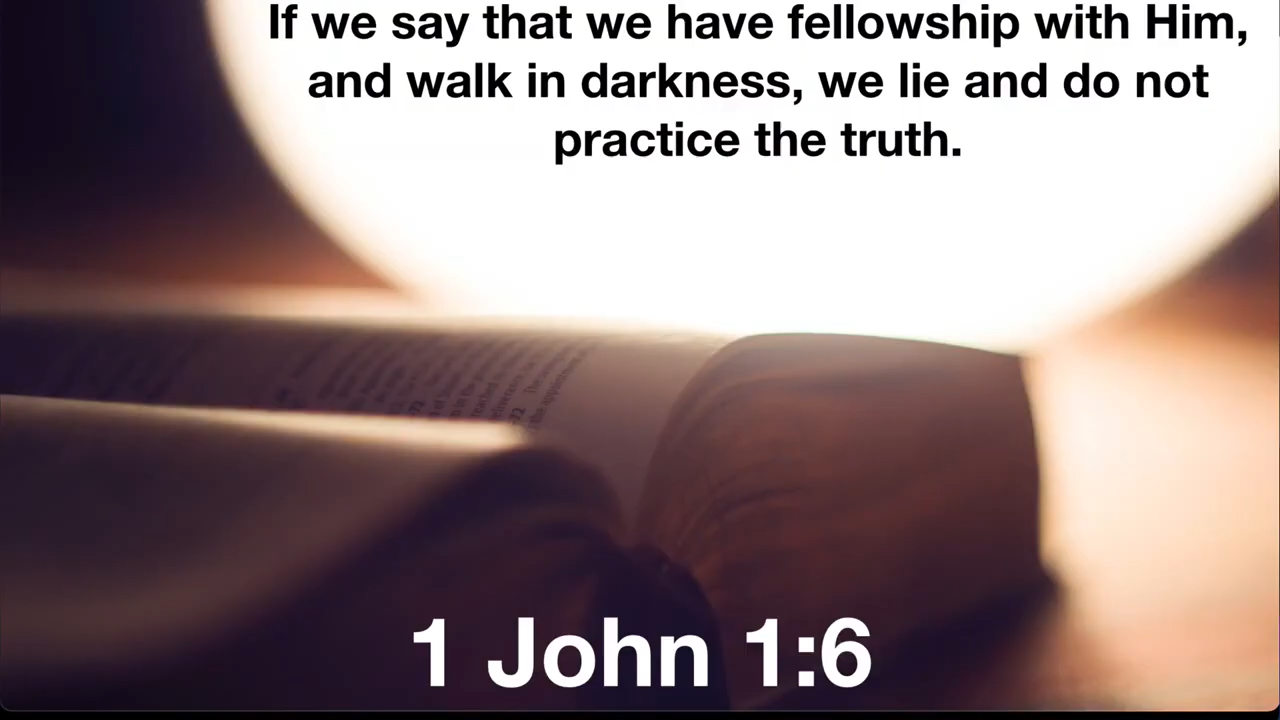 If we say that we have fellowship with Him,
and walk in darkness, we lie and do not
practice the truth.
1 John 1:6